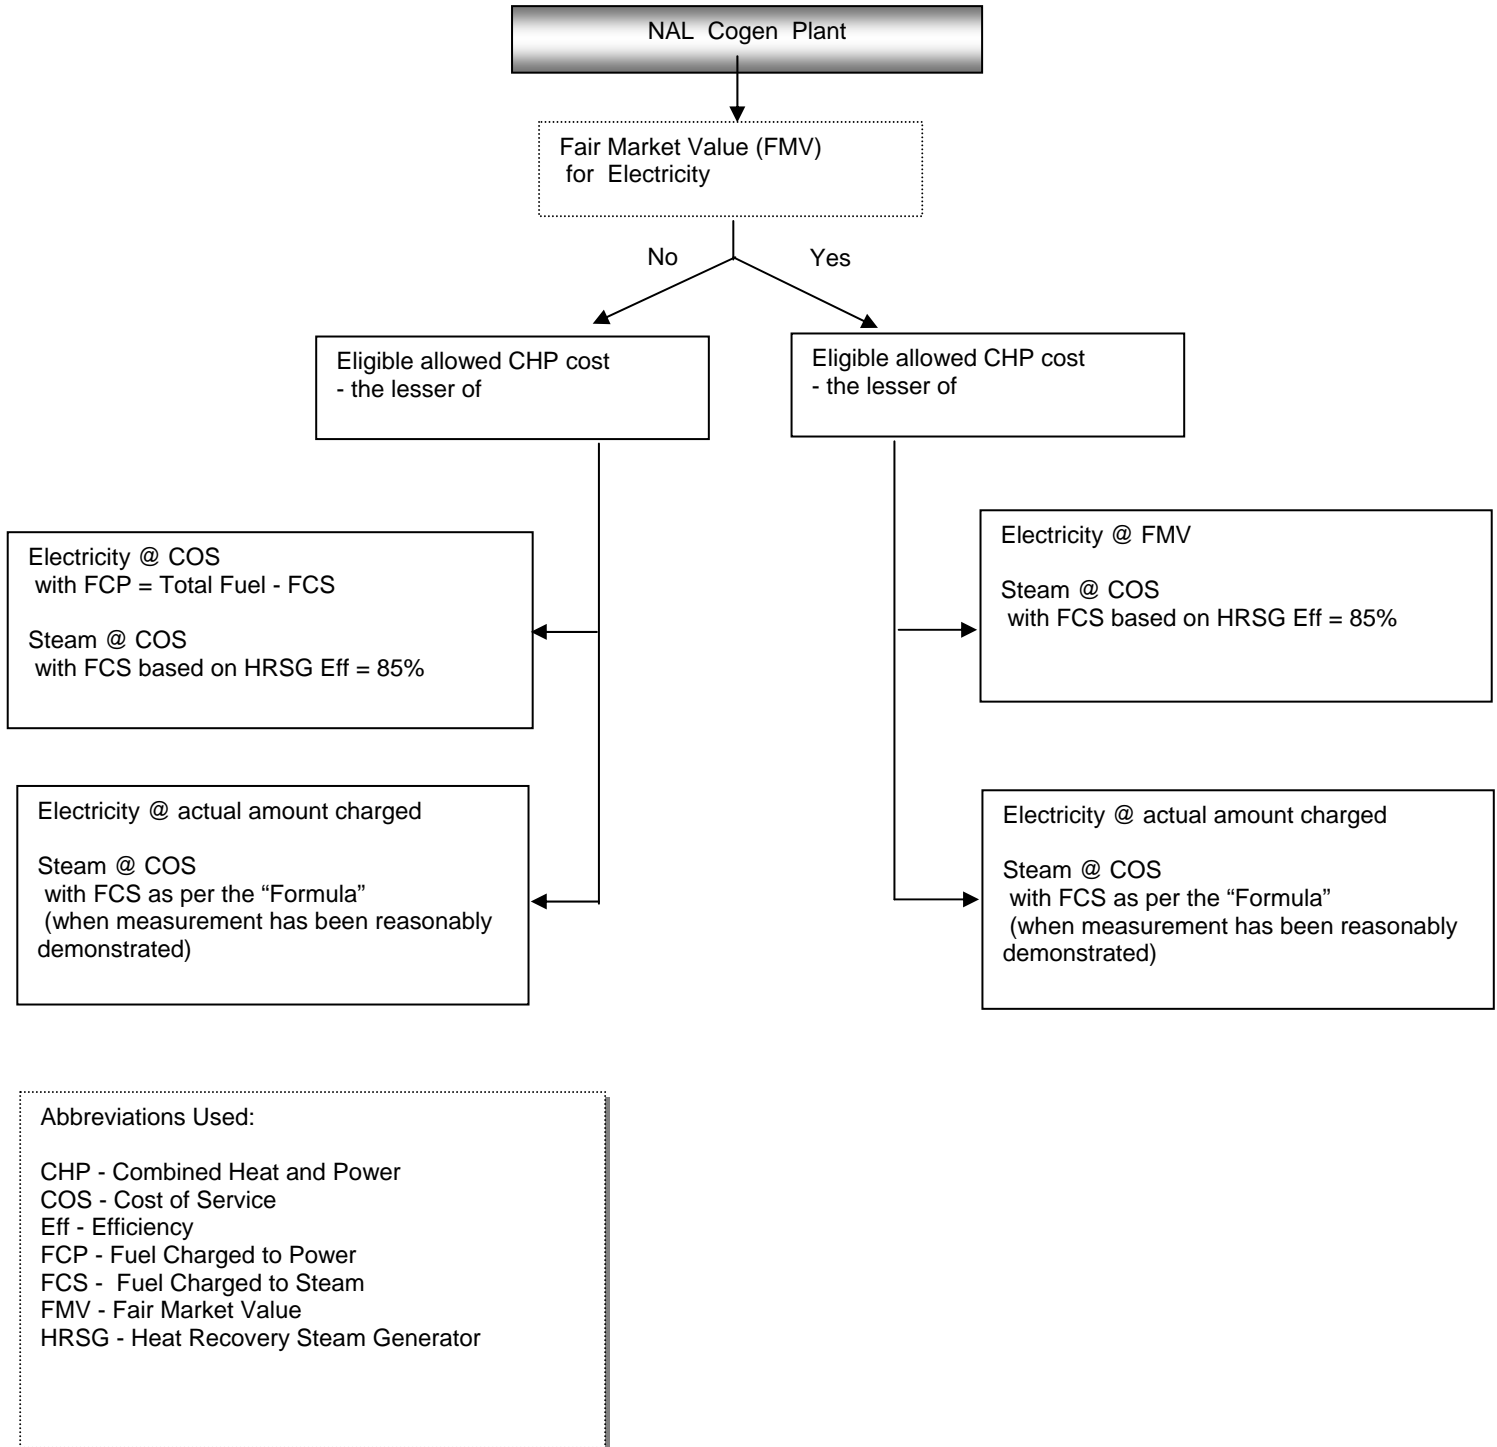 NAL Cogen Plant
Fair Market Value (FMV)
for Electricity
No
Yes
Eligible allowed CHP cost
- the lesser of
Eligible allowed CHP cost
- the lesser of
Electricity @ COS
with FCP = Total Fuel - FCS
Steam @ COS
with FCS based on HRSG Eff = 85%
Electricity @ FMV
Steam @ COS
with FCS based on HRSG Eff = 85%
Electricity @ actual amount charged
Steam @ COS
with FCS as per the “Formula”
(when measurement has been reasonably
demonstrated)
Electricity @ actual amount charged
Steam @ COS
with FCS as per the “Formula”
(when measurement has been reasonably
demonstrated)
Abbreviations Used:
CHP - Combined Heat and Power
COS - Cost of Service
Eff - Efficiency
FCP - Fuel Charged to Power
FCS - Fuel Charged to Steam
FMV - Fair Market Value
HRSG - Heat Recovery Steam Generator